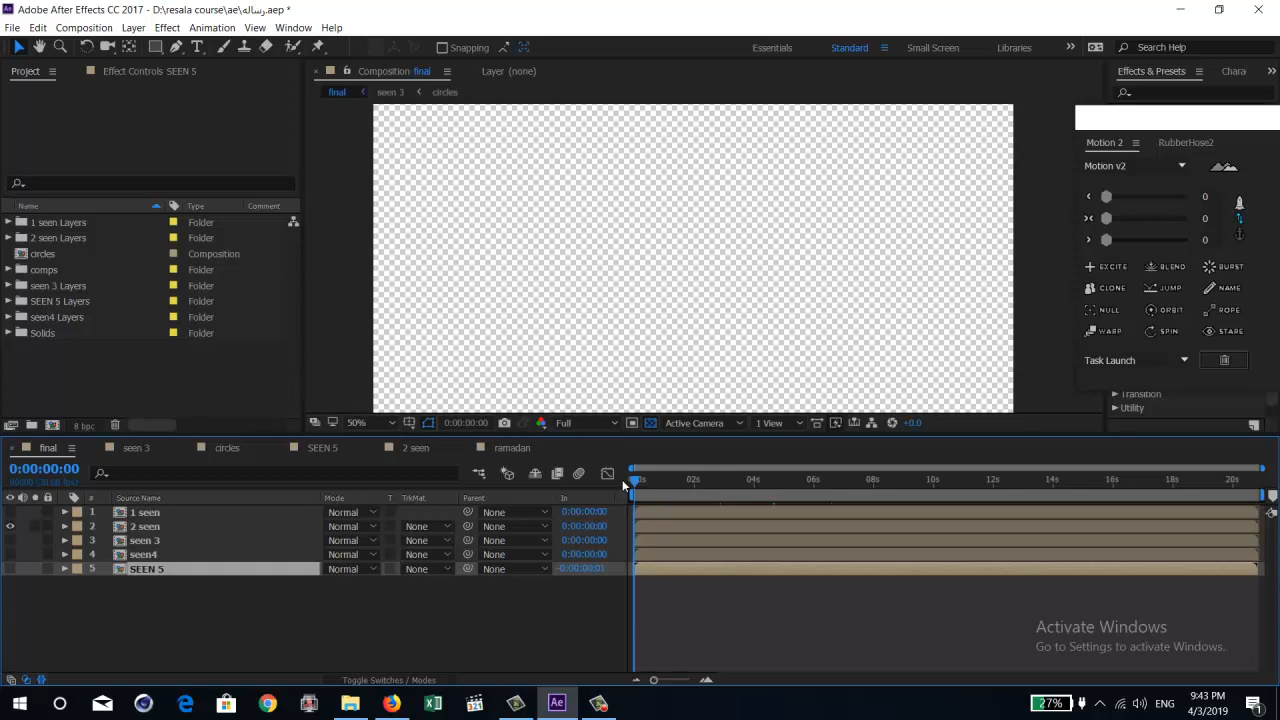 Adobe After Effects CC 2017 - D:\resala course\ae\رساله.aep *
File Edit Composition Layer Effect Animation View Window Help
Snapping Essentials Standard Small Screen Libraries Search Help
Project Effect Controls SEEN 5 Composition final Layer (none) Effects & Presets Chara
final seen 3 circles
Motion 2 RubberHose2
Motion v2
Name Type Comment
0
1 seen Layers Folder
0
2 seen Layers Folder
0
circles Composition
comps Folder
EXCITE BLEND BURST
seen 3 Layers Folder
CLONE JUMP NAME
SEEN 5 Layers Folder
NULL ORBIT ROPE
seen4 Layers Folder
WARP SPIN STARE
Solids Folder
Task Launch
Transition
Utility
8 bpc 50% 0:00:00:00 Full Active Camera 1 View +0.0
final seen 3 circles SEEN 5 2 seen ramadan
0:00:00:00
00000 (30.00 fps)
02s 04s 06s 08s 10s 12s 14s 16s 18s 20s
# Source Name Mode T TrkMat Parent In
1 1 seen Normal None 0:00:00:00
2 2 seen Normal None None 0:00:00:00
3 seen 3 Normal None None 0:00:00:00
4 seen4 Normal None None 0:00:00:00
5 SEEN 5 Normal None None -0:00:00:01
Activate Windows
Go to Settings to activate Windows.
Toggle Switches / Modes
27% ENG 9:43 PM
4/3/2019